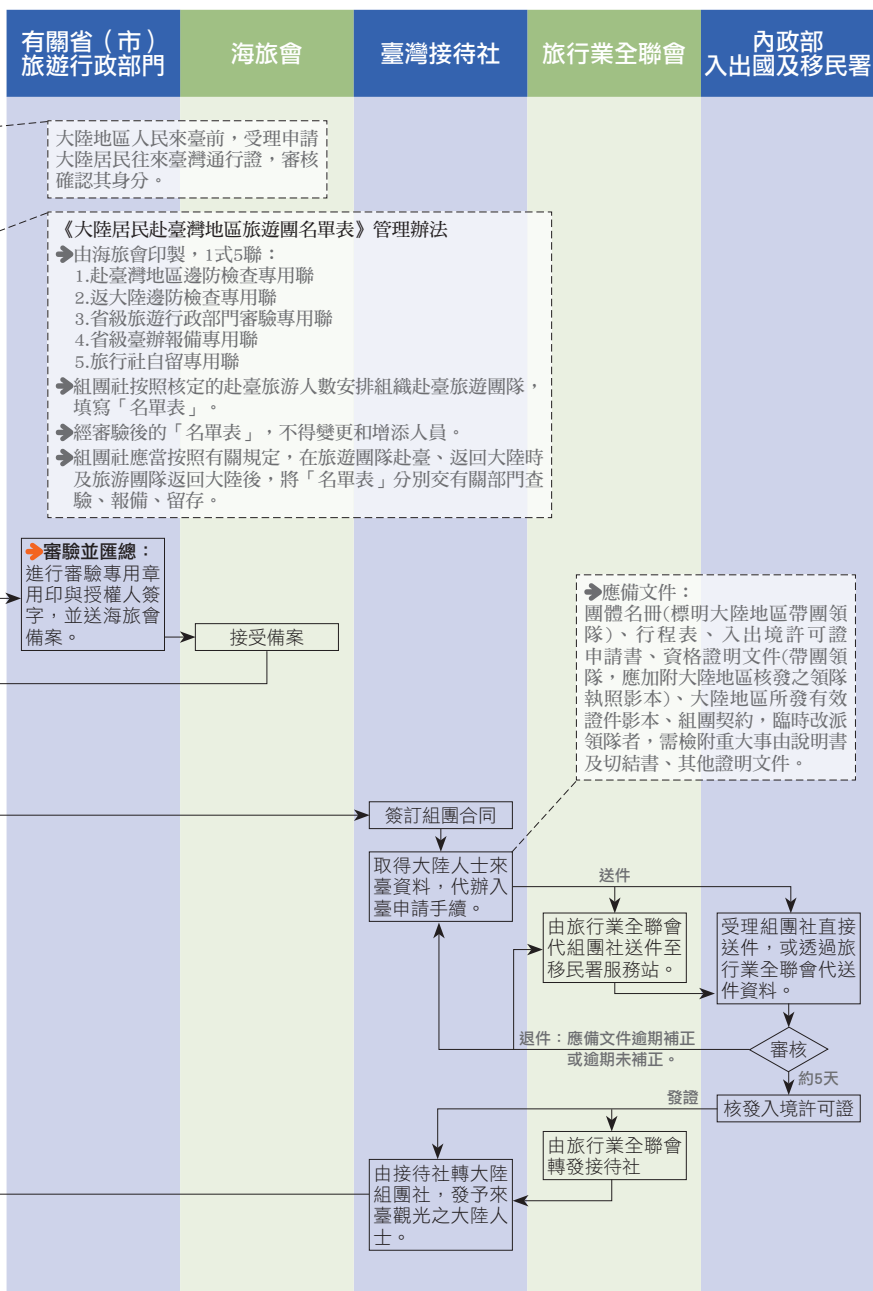 有關省（市）
旅遊行政部門
海旅會
臺灣接待社
旅行業全聯會
內政部
入出國及移民署
大陸地區人民來臺前，受理申請
大陸居民往來臺灣通行證，審核
確認其身分。
《大陸居民赴臺灣地區旅遊團名單表》管理辦法
由海旅會印製，1式5聯：
1.赴臺灣地區邊防檢查專用聯
2.返大陸邊防檢查專用聯
3.省級旅遊行政部門審驗專用聯
4.省級臺辦報備專用聯
5.旅行社自留專用聯
組團社按照核定的赴臺旅游人數安排組織赴臺旅遊團隊，
填寫「名單表」。
經審驗後的「名單表」，不得變更和增添人員。
組團社應當按照有關規定，在旅遊團隊赴臺、返回大陸時
及旅游團隊返回大陸後，將「名單表」分別交有關部門查
驗、報備、留存。
審驗並匯總：
進行審驗專用章
用印與授權人簽
字，並送海旅會
備案。
接受備案
應備文件：
團體名冊(標明大陸地區帶團領
隊)、行程表、入出境許可證
申請書、資格證明文件(帶團領
隊，應加附大陸地區核發之領隊
執照影本)、大陸地區所發有效
證件影本、組團契約，臨時改派
領隊者，需檢附重大事由說明書
及切結書、其他證明文件。
簽訂組團合同
取得大陸人士來
臺資料，代辦入
臺申請手續。
送件
由旅行業全聯會
代組團社送件至
移民署服務站。
受理組團社直接
送件，或透過旅
行業全聯會代送
件資料。
退件：應備文件逾期補正
或逾期未補正。
審核
約5天
發證
核發入境許可證
由旅行業全聯會
轉發接待社
由接待社轉大陸
組團社，發予來
臺觀光之大陸人
士。